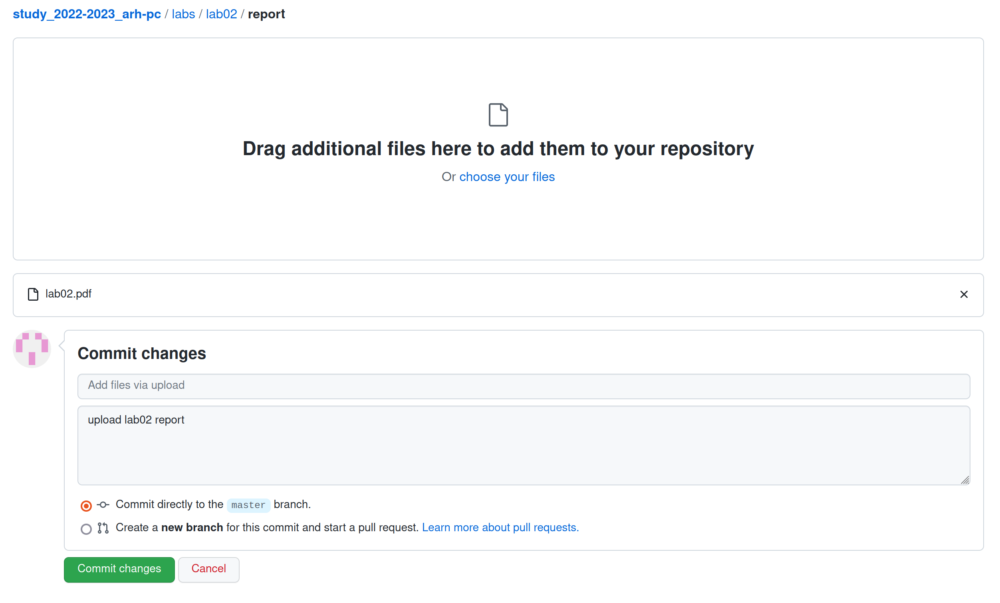 study_2022-2023_arh-pc / labs / lab02 / report
Drag additional files here to add them to your repository
Or choose your files
lab02.pdf
Commit changes
Add files via upload
upload lab02 report
Commit directly to the master branch.
Create a new branch for this commit and start a pull request. Learn more about pull requests.
Commit changes Cancel